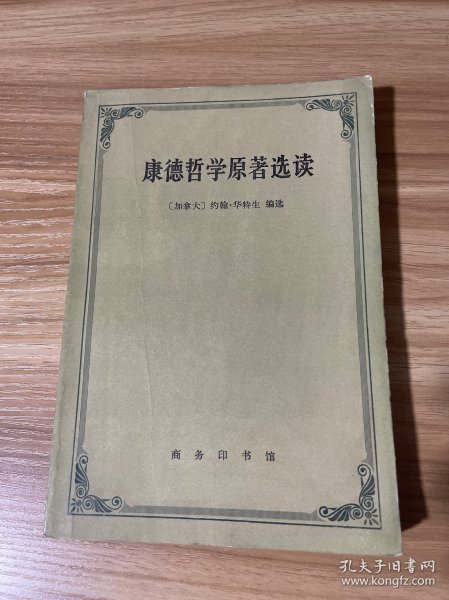 康德哲学原著选读
〔加拿大〕约翰·华特生 编选
商务印书馆
孔夫子旧书网
www.kongfz.com